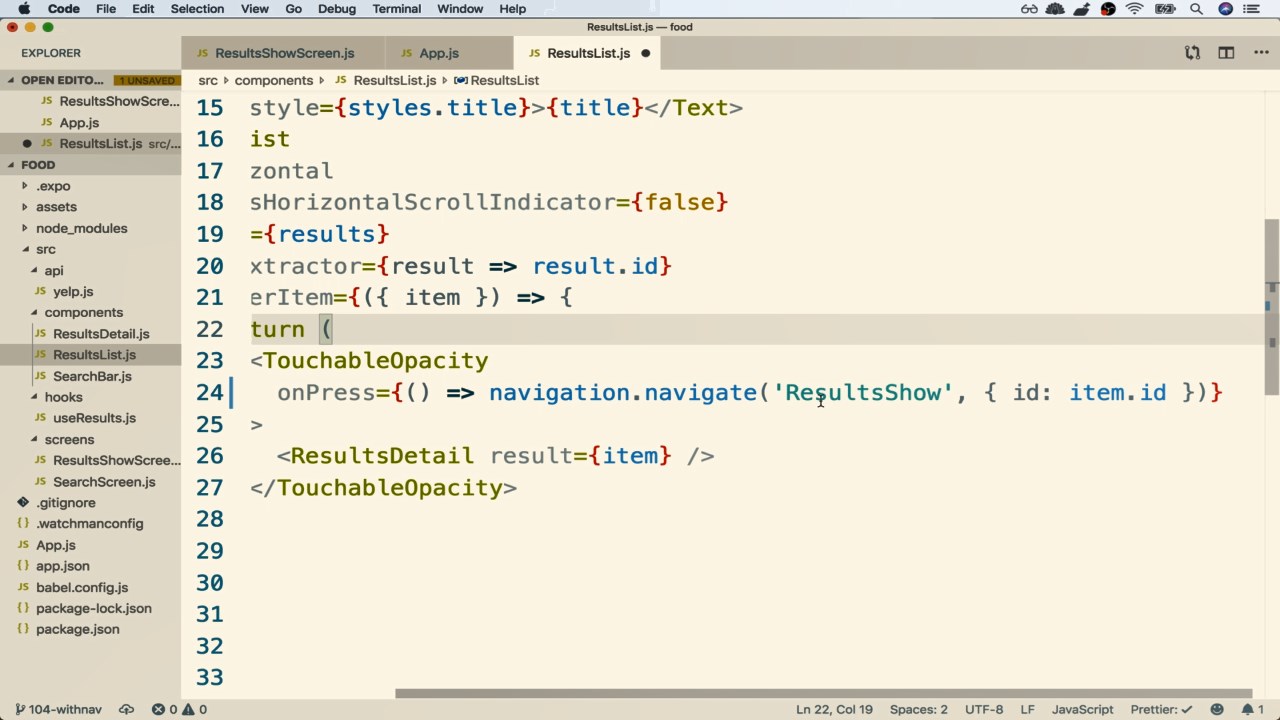 Code File Edit Selection View Go Debug Terminal Window Help
ResultsList.js — food
EXPLORER
JS ResultsShowScreen.js
JS App.js
JS ResultsList.js
OPEN EDITO... 1 UNSAVED
src components JS ResultsList.js ResultsList
JS ResultsShowScre...
JS App.js
JS ResultsList.js src/...
FOOD
.expo
assets
node_modules
src
api
JS yelp.js
components
JS ResultsDetail.js
JS ResultsList.js
JS SearchBar.js
hooks
JS useResults.js
screens
JS ResultsShowScree...
JS SearchScreen.js
.gitignore
{} .watchmanconfig
JS App.js
{} app.json
JS babel.config.js
{} package-lock.json
{} package.json
15 style={styles.title}>{title}</Text>
16 ist
17 zontal
18 sHorizontalScrollIndicator={false}
19 ={results}
20 xtractor={result => result.id}
21 erItem={({ item }) => {
22 turn (
23 <TouchableOpacity
24 onPress={() => navigation.navigate('ResultsShow', { id: item.id })}
25 >
26 <ResultsDetail result={item} />
27 </TouchableOpacity>
28
29
30
31
32
33
104-withnav 0 0 Ln 22, Col 19 Spaces: 2 UTF-8 LF JavaScript Prettier: ✓ 1